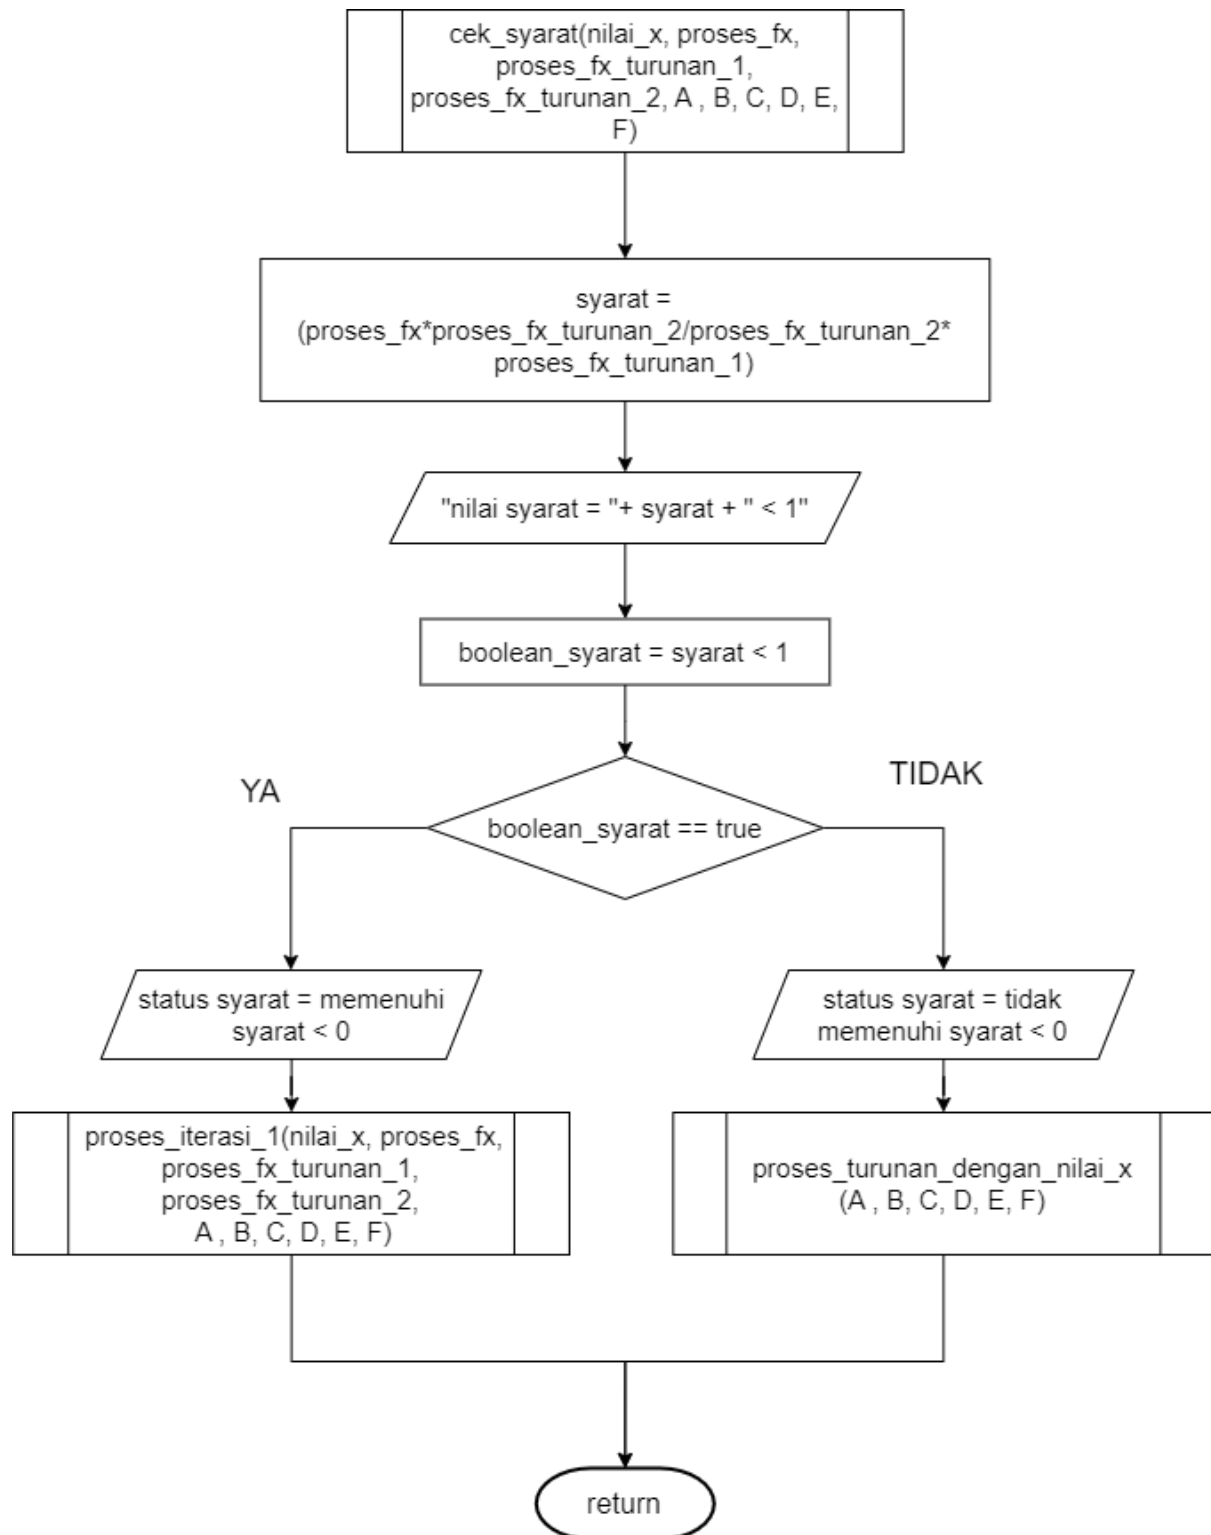 cek_syarat(nilai_x, proses_fx,
proses_fx_turunan_1,
proses_fx_turunan_2, A , B, C, D, E,
F)
syarat =
(proses_fx*proses_fx_turunan_2/proses_fx_turunan_2*
proses_fx_turunan_1)
"nilai syarat = "+ syarat + " < 1"
boolean_syarat = syarat < 1
YA
TIDAK
boolean_syarat == true
status syarat = memenuhi
syarat < 0
status syarat = tidak
memenuhi syarat < 0
proses_iterasi_1(nilai_x, proses_fx,
proses_fx_turunan_1,
proses_fx_turunan_2,
A , B, C, D, E, F)
proses_turunan_dengan_nilai_x
(A , B, C, D, E, F)
return